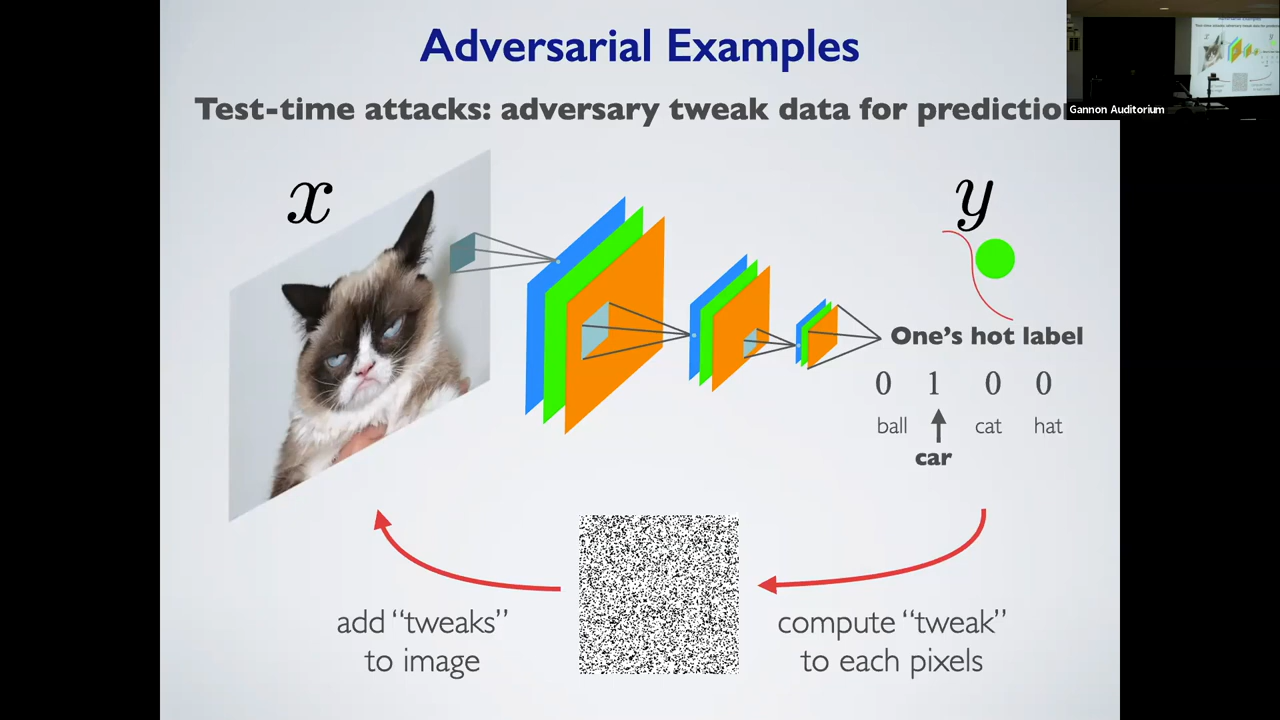 Adversarial Examples
Test-time attacks: adversary tweak data for prediction
Gannon Auditorium
x
y
One's hot label
0 1 0 0
ball cat hat
car
add “tweaks”
to image
compute “tweak”
to each pixels